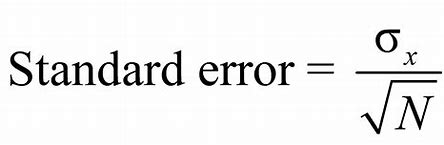 Standard error = σₓ / √N